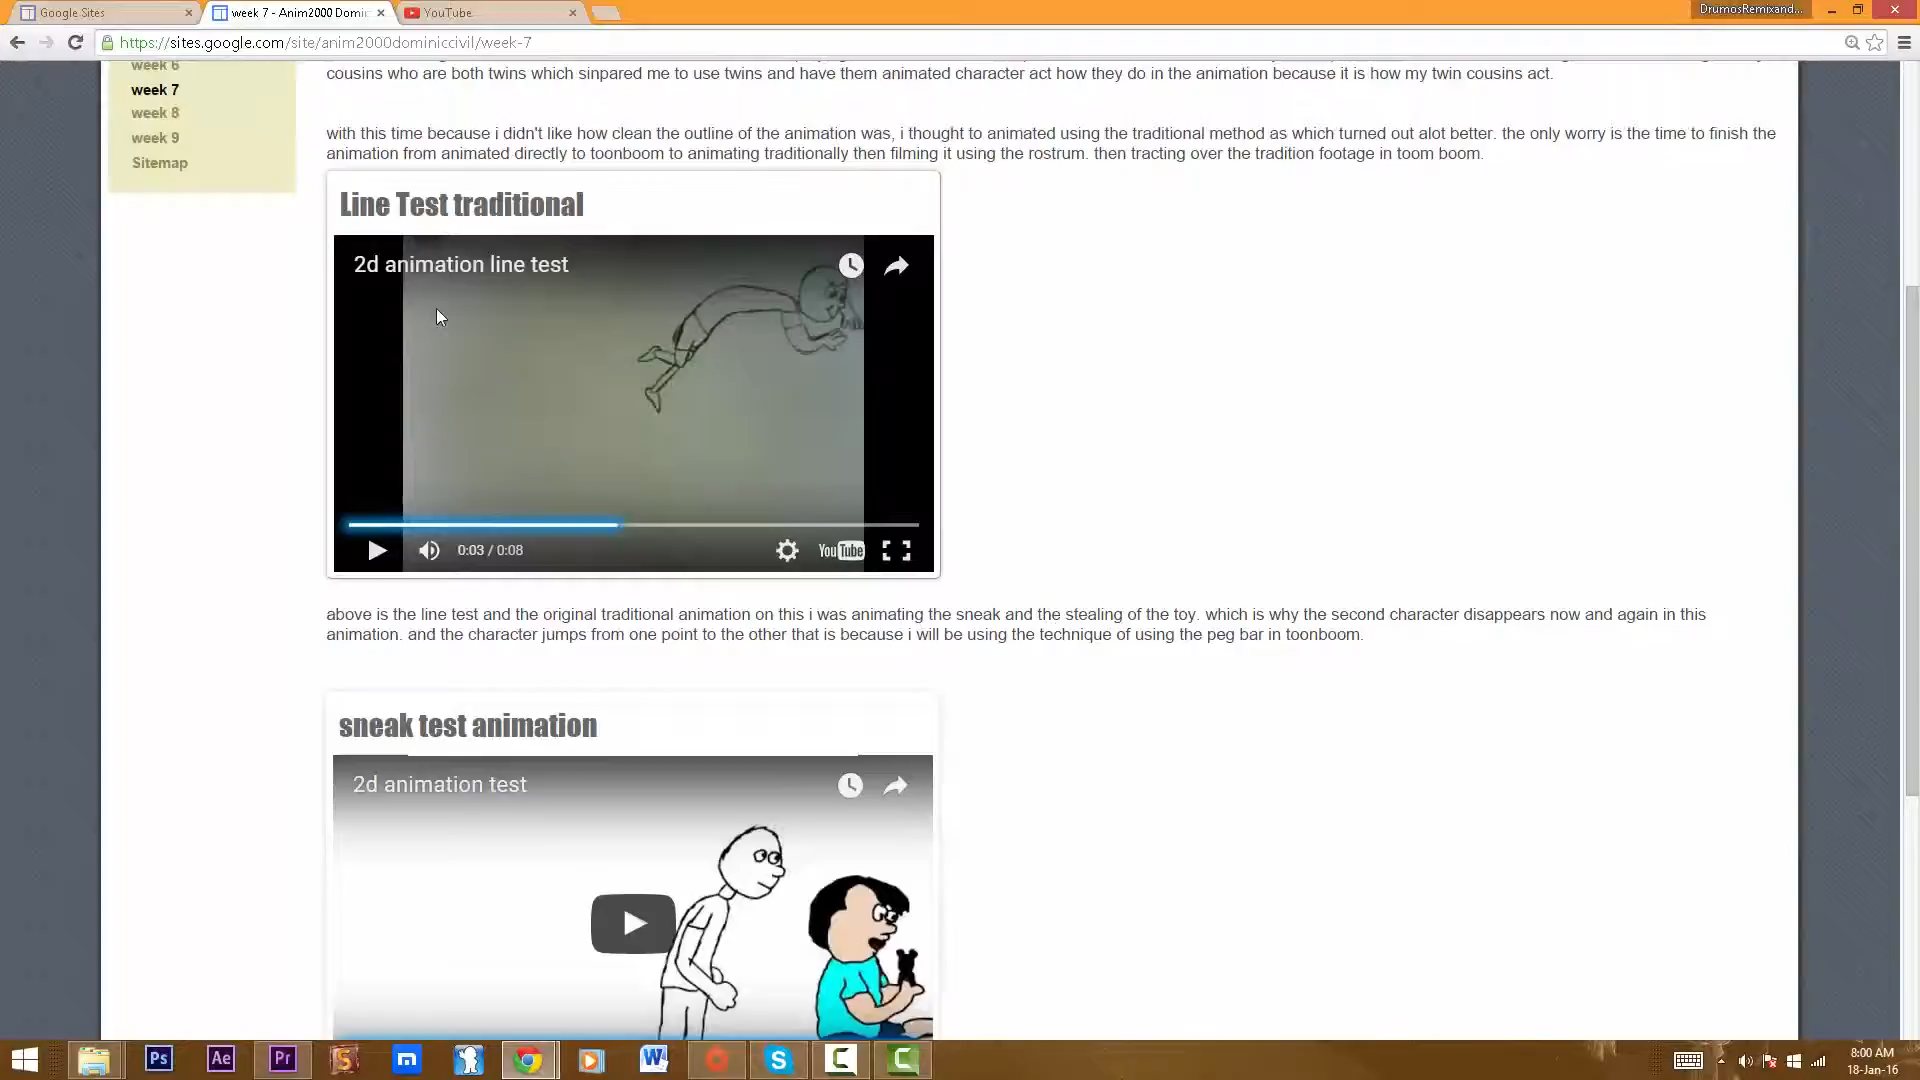 Google Sites
week 7 - Anim2000 Domini
YouTube
DrumosRemixand...
https://sites.google.com/site/anim2000dominiccivil/week-7
week 6
week 7
week 8
week 9
Sitemap
cousins who are both twins which sinpared me to use twins and have them animated character act how they do in the animation because it is how my twin cousins act.
with this time because i didn't like how clean the outline of the animation was, i thought to animated using the traditional method as which turned out alot better. the only worry is the time to finish the
animation from animated directly to toonboom to animating traditionally then filming it using the rostrum. then tracting over the tradition footage in toom boom.
Line Test traditional
2d animation line test
0:03 / 0:08
YouTube
above is the line test and the original traditional animation on this i was animating the sneak and the stealing of the toy. which is why the second character disappears now and again in this
animation. and the character jumps from one point to the other that is because i will be using the technique of using the peg bar in toonboom.
sneak test animation
2d animation test
Ps
Ae
Pr
8:00 AM
18-Jan-16